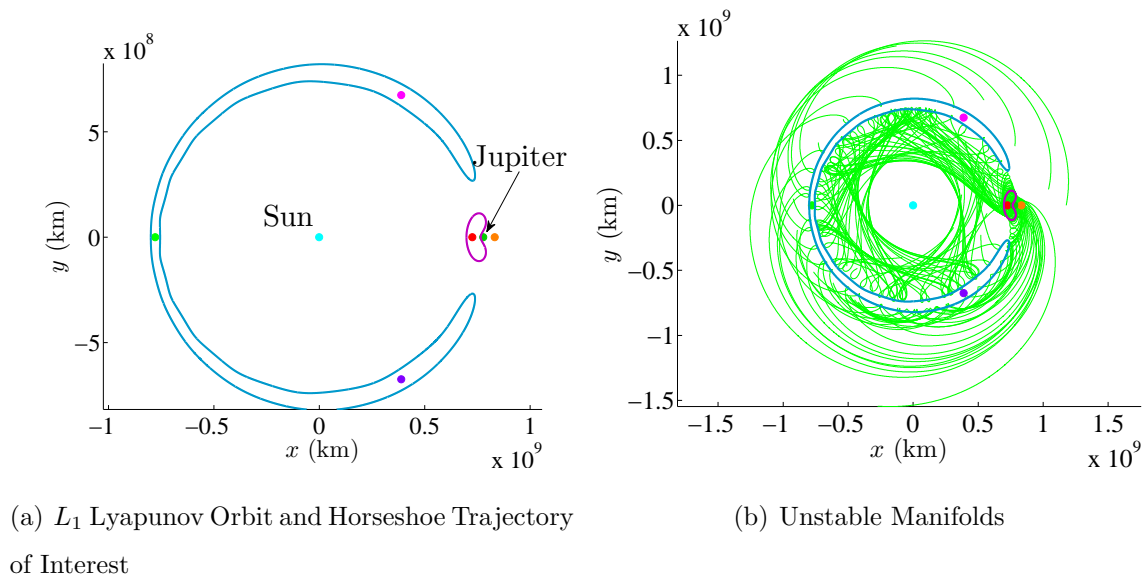 x 10^8
5
0
−5
y (km)
Sun
Jupiter
−1 −0.5 0 0.5 1
x (km)
x 10^9
x 10^9
1
0.5
0
−0.5
−1
−1.5
y (km)
−1.5 −1 −0.5 0 0.5 1 1.5
x (km)
x 10^9
(a) L₁ Lyapunov Orbit and Horseshoe Trajectory
of Interest
(b) Unstable Manifolds